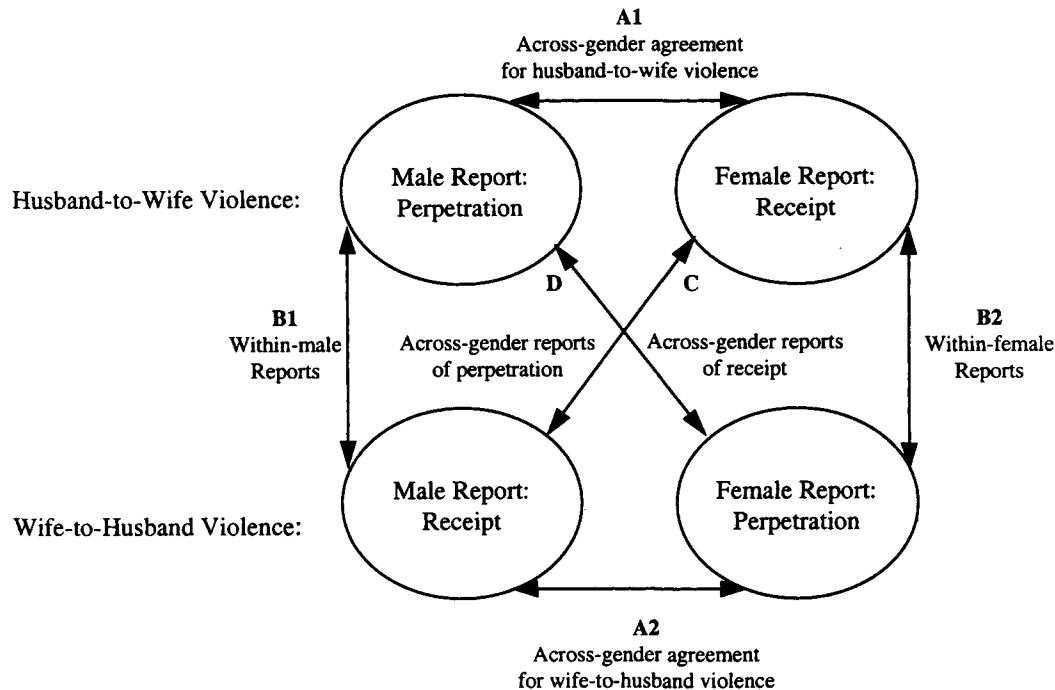 A1
Across-gender agreement
for husband-to-wife violence
Husband-to-Wife Violence:
Male Report:
Perpetration
Female Report:
Receipt
D
C
B1
Within-male
Reports
Across-gender reports
of perpetration
Across-gender reports
of receipt
B2
Within-female
Reports
Wife-to-Husband Violence:
Male Report:
Receipt
Female Report:
Perpetration
A2
Across-gender agreement
for wife-to-husband violence